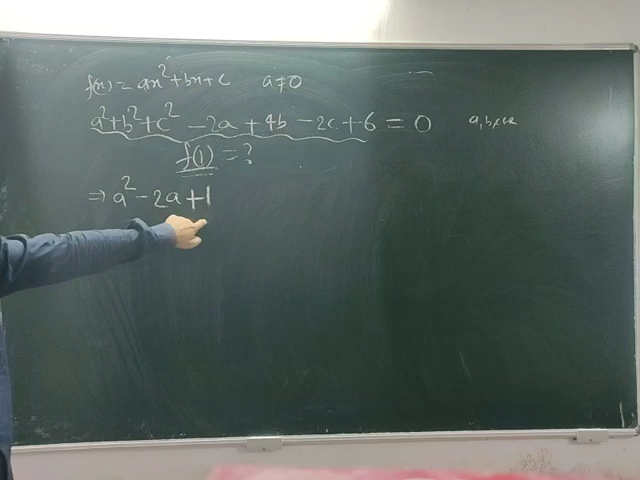 f(x) = ax²+bx+c a≠0
a²+b²+c² -2a+4b-2c+6=0 a,b,c∈R
f(1) = ?
⇒ a²-2a+1